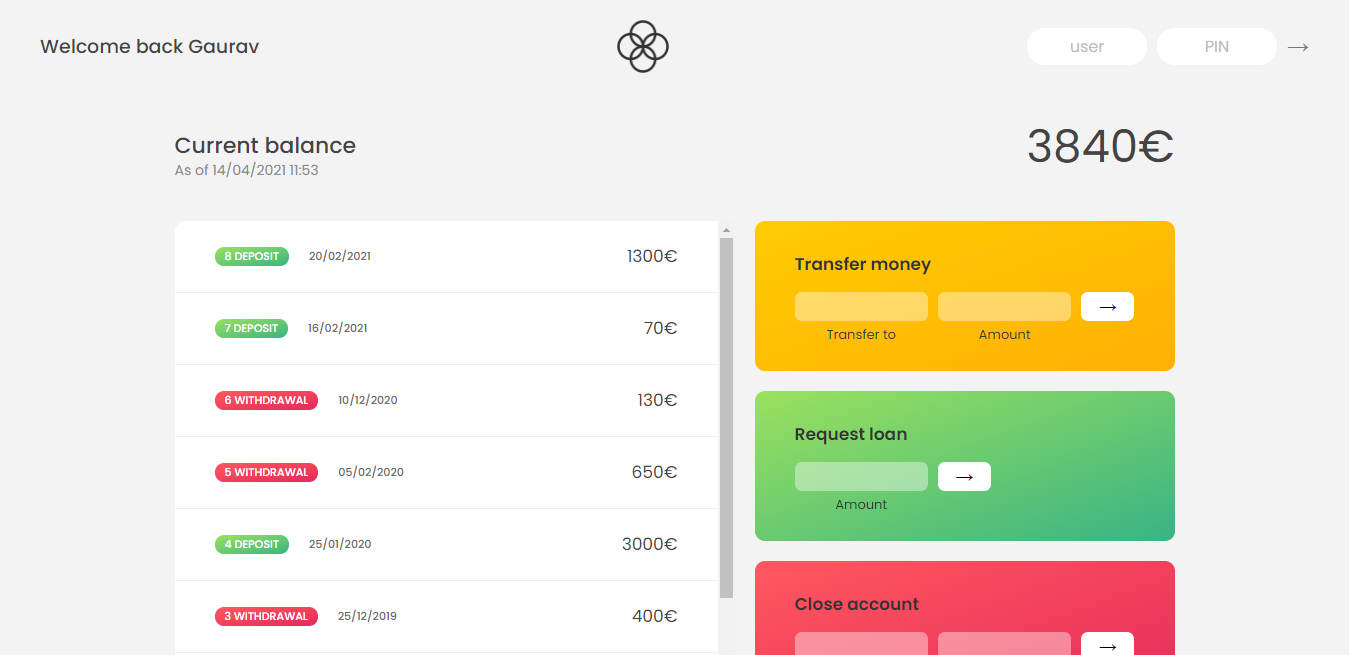 Welcome back Gaurav
user PIN →
Current balance
As of 14/04/2021 11:53
3840€
8 DEPOSIT 20/02/2021 1300€
7 DEPOSIT 16/02/2021 70€
6 WITHDRAWAL 10/12/2020 130€
5 WITHDRAWAL 05/02/2020 650€
4 DEPOSIT 25/01/2020 3000€
3 WITHDRAWAL 25/12/2019 400€
Transfer money
→
Transfer to Amount
Request loan
→
Amount
Close account
→